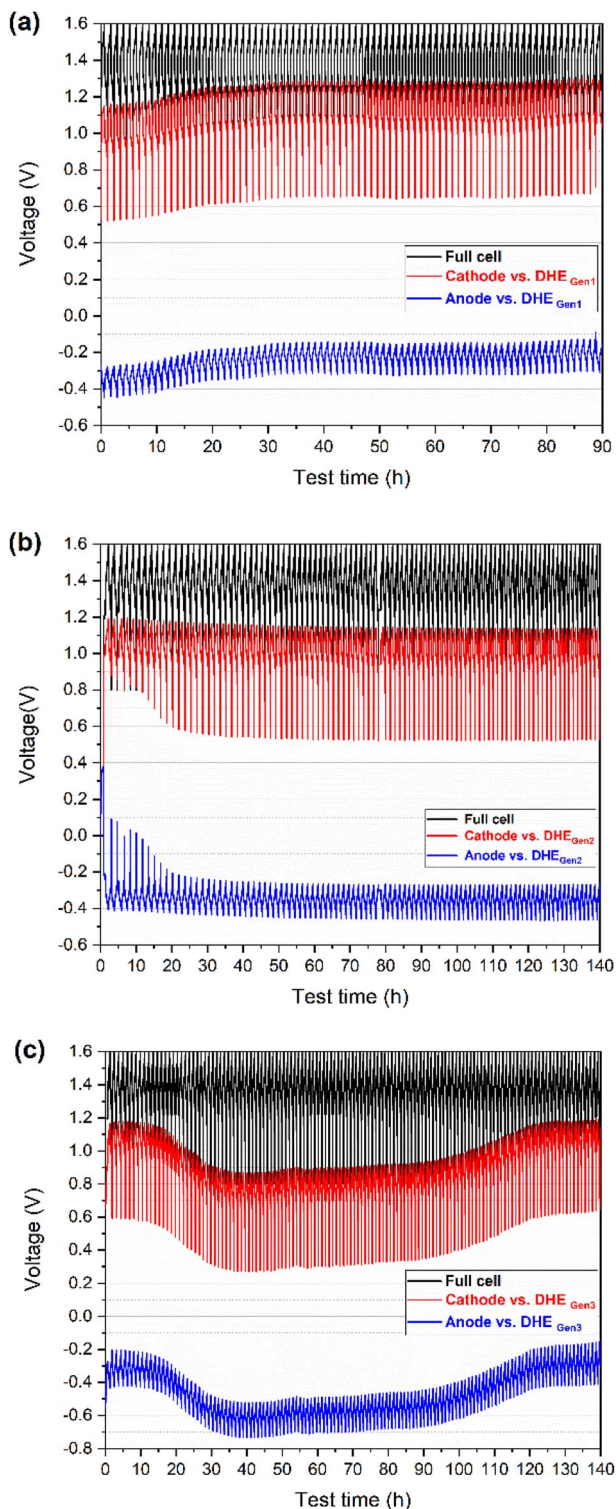 (a)
1.6
1.4
1.2
1.0
0.8
0.6
0.4
0.2
0.0
-0.2
-0.4
-0.6
Voltage (V)
Full cell
Cathode vs. DHE Gen1
Anode vs. DHE Gen1
0 10 20 30 40 50 60 70 80 90
Test time (h)
(b)
1.6
1.4
1.2
1.0
0.8
0.6
0.4
0.2
0.0
-0.2
-0.4
-0.6
Voltage(V)
Full cell
Cathode vs. DHEGen2
Anode vs. DHEGen2
0 10 20 30 40 50 60 70 80 90 100 110 120 130 140
Test time (h)
(c)
1.6
1.4
1.2
1.0
0.8
0.6
0.4
0.2
0.0
-0.2
-0.4
-0.6
-0.8
Voltage (V)
Full cell
Cathode vs. DHE Gen3
Anode vs. DHE Gen3
0 10 20 30 40 50 60 70 80 90 100 110 120 130 140
Test time (h)